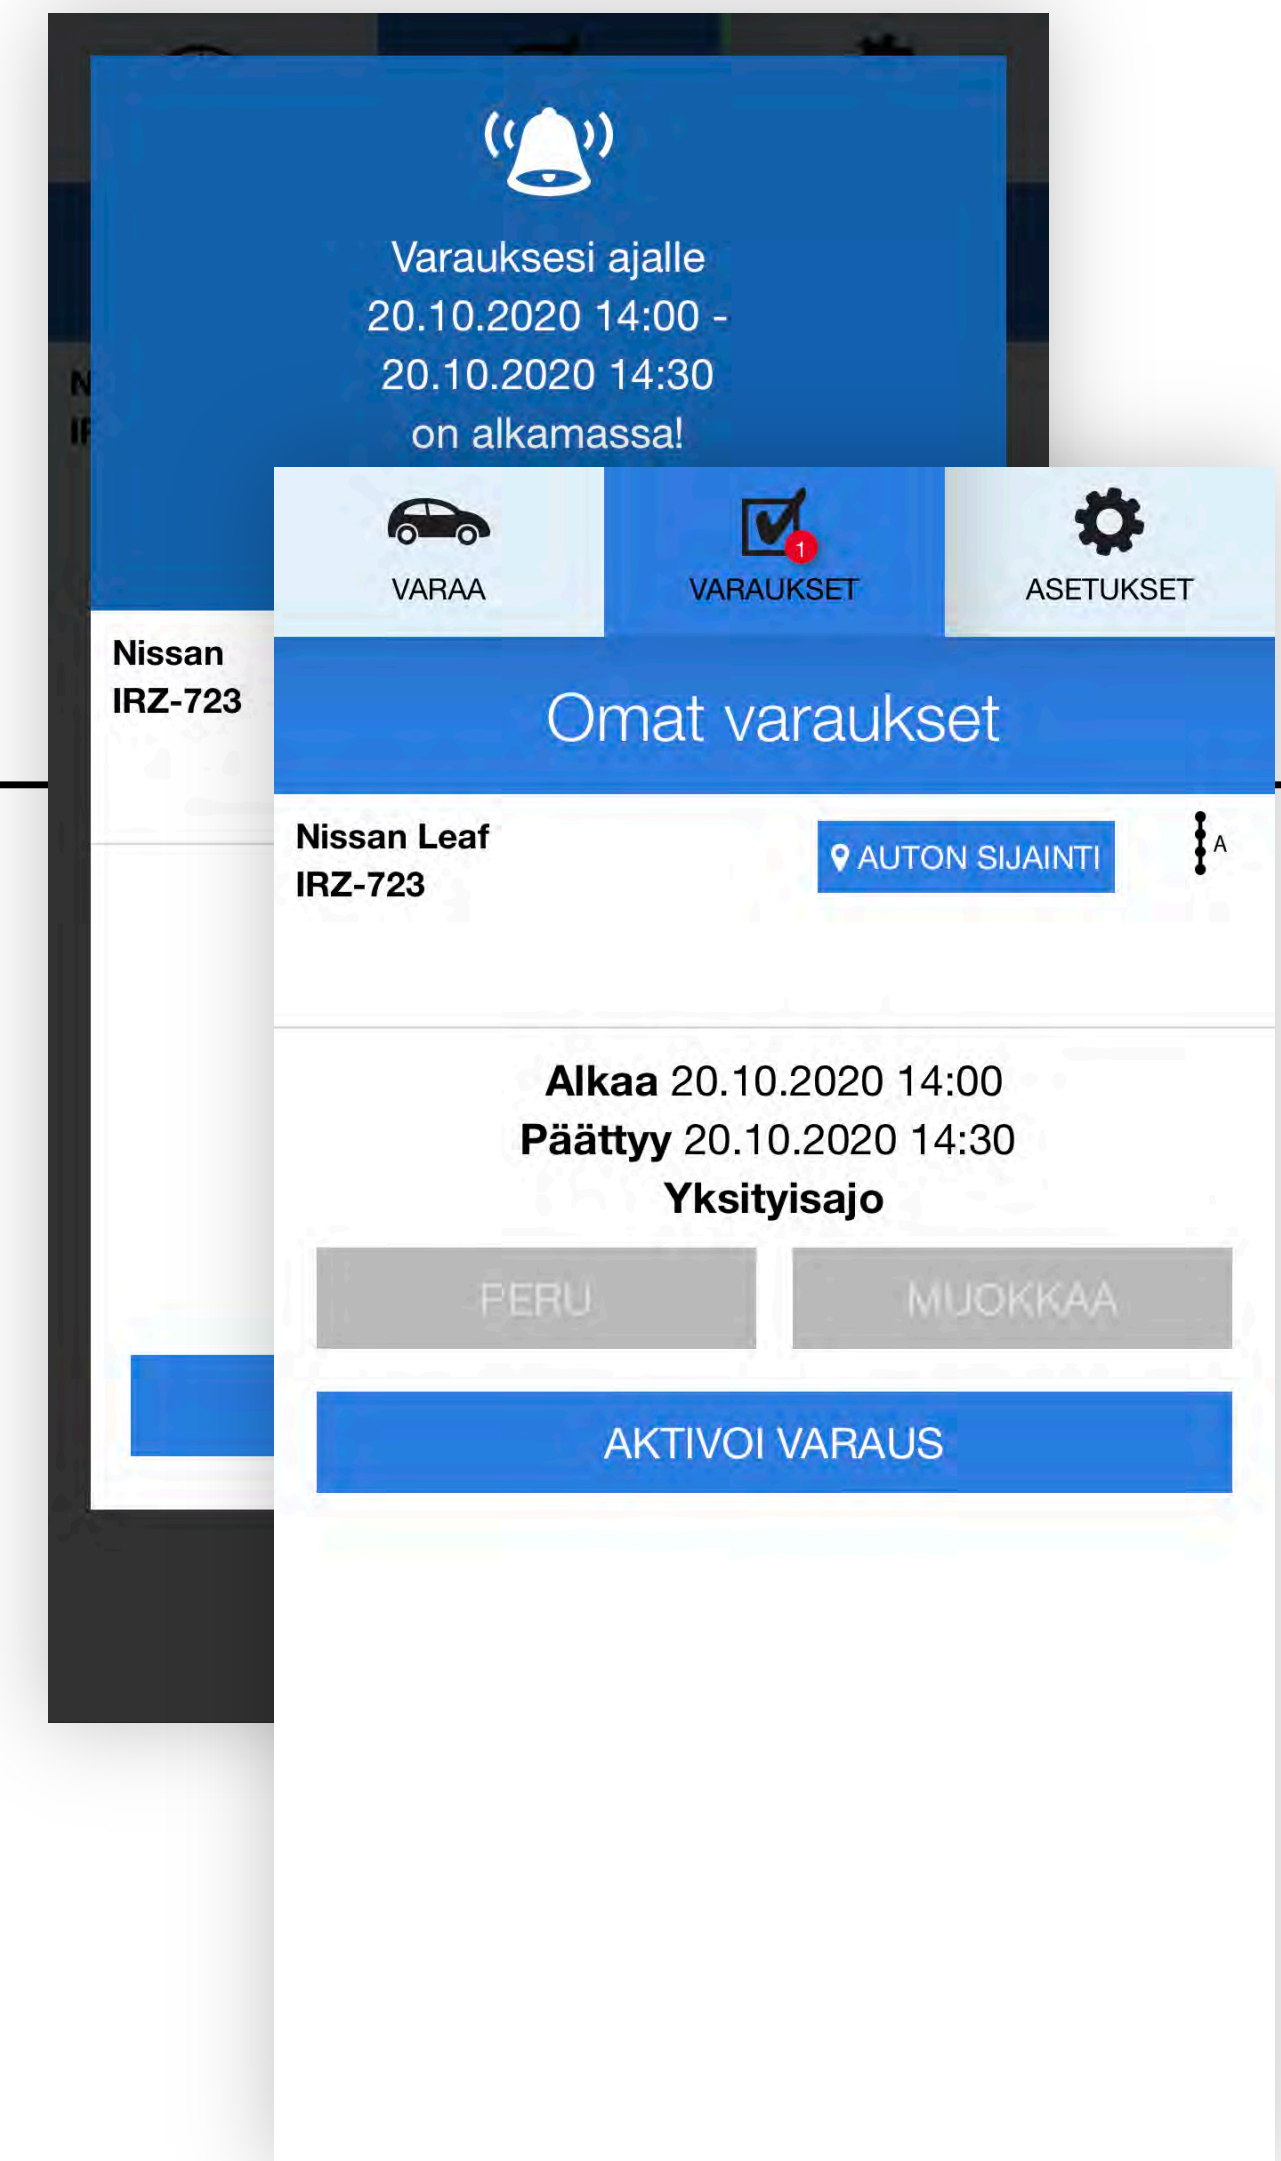 Varauksesi ajalle
20.10.2020 14:00 -
20.10.2020 14:30
on alkamassa!
Nissan
IRZ-723
VARAA
VARAUKSET
1
ASETUKSET
Omat varaukset
Nissan Leaf
IRZ-723
AUTON SIJAINTI
A
Alkaa 20.10.2020 14:00
Päättyy 20.10.2020 14:30
Yksityisajo
PERU
MUOKKAA
AKTIVOI VARAUS